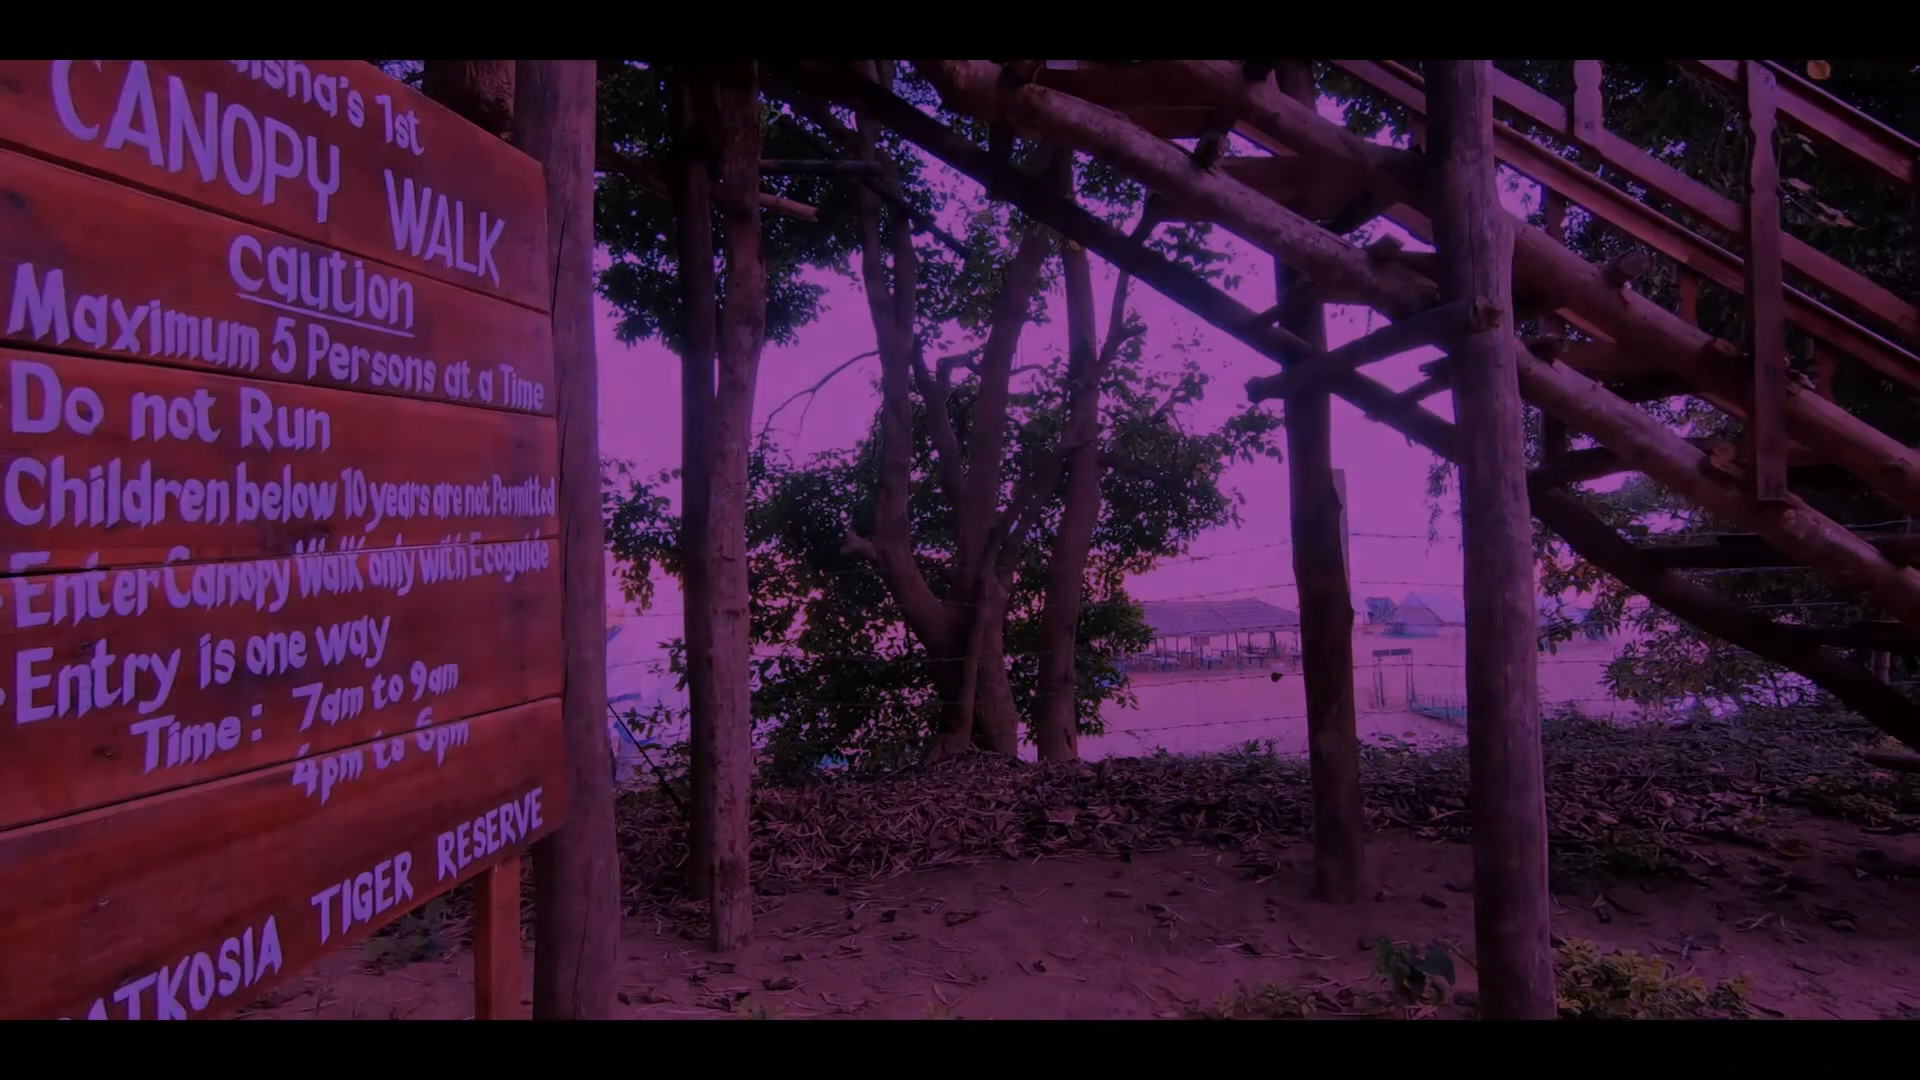 1st
CANOPY WALK
Caution
Maximum 5 Persons at a Time
Do not Run
Children below 10 years are not Permitted
Enter Canopy Walk only with Ecoguide
Entry is one way
Time: 7am to 9am
4pm to 6pm
TIGER RESERVE